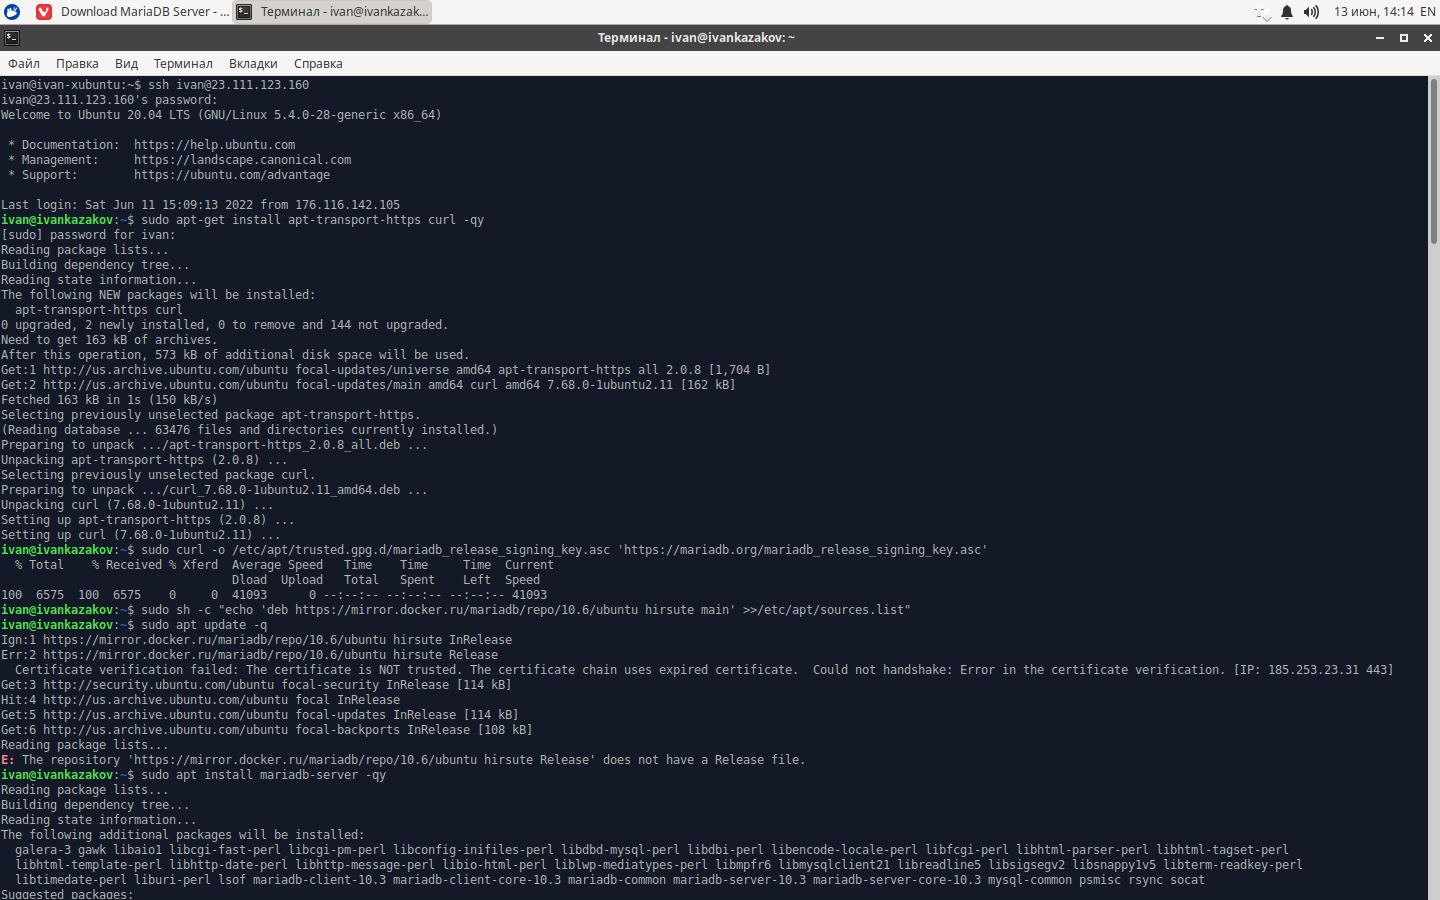 Download MariaDB Server - ...
Терминал - ivan@ivankazak...
13 июн, 14:14 EN
Терминал - ivan@ivankazakov: ~
Файл Правка Вид Терминал Вкладки Справка
ivan@ivan-xubuntu:~$ ssh ivan@23.111.123.160
ivan@23.111.123.160's password:
Welcome to Ubuntu 20.04 LTS (GNU/Linux 5.4.0-28-generic x86_64)
 * Documentation:  https://help.ubuntu.com
 * Management:     https://landscape.canonical.com
 * Support:        https://ubuntu.com/advantage
Last login: Sat Jun 11 15:09:13 2022 from 176.116.142.105
ivan@ivankazakov:~$ sudo apt-get install apt-transport-https curl -qy
[sudo] password for ivan:
Reading package lists...
Building dependency tree...
Reading state information...
The following NEW packages will be installed:
  apt-transport-https curl
0 upgraded, 2 newly installed, 0 to remove and 144 not upgraded.
Need to get 163 kB of archives.
After this operation, 573 kB of additional disk space will be used.
Get:1 http://us.archive.ubuntu.com/ubuntu focal-updates/universe amd64 apt-transport-https all 2.0.8 [1,704 B]
Get:2 http://us.archive.ubuntu.com/ubuntu focal-updates/main amd64 curl amd64 7.68.0-1ubuntu2.11 [162 kB]
Fetched 163 kB in 1s (150 kB/s)
Selecting previously unselected package apt-transport-https.
(Reading database ... 63476 files and directories currently installed.)
Preparing to unpack .../apt-transport-https_2.0.8_all.deb ...
Unpacking apt-transport-https (2.0.8) ...
Selecting previously unselected package curl.
Preparing to unpack .../curl_7.68.0-1ubuntu2.11_amd64.deb ...
Unpacking curl (7.68.0-1ubuntu2.11) ...
Setting up apt-transport-https (2.0.8) ...
Setting up curl (7.68.0-1ubuntu2.11) ...
ivan@ivankazakov:~$ sudo curl -o /etc/apt/trusted.gpg.d/mariadb_release_signing_key.asc 'https://mariadb.org/mariadb_release_signing_key.asc'
  % Total    % Received % Xferd  Average Speed   Time    Time     Time  Current
                                 Dload  Upload   Total   Spent    Left  Speed
100  6575  100  6575    0     0  41093      0 --:--:-- --:--:-- --:--:-- 41093
ivan@ivankazakov:~$ sudo sh -c "echo 'deb https://mirror.docker.ru/mariadb/repo/10.6/ubuntu hirsute main' >>/etc/apt/sources.list"
ivan@ivankazakov:~$ sudo apt update -q
Ign:1 https://mirror.docker.ru/mariadb/repo/10.6/ubuntu hirsute InRelease
Err:2 https://mirror.docker.ru/mariadb/repo/10.6/ubuntu hirsute Release
  Certificate verification failed: The certificate is NOT trusted. The certificate chain uses expired certificate.  Could not handshake: Error in the certificate verification. [IP: 185.253.23.31 443]
Get:3 http://security.ubuntu.com/ubuntu focal-security InRelease [114 kB]
Hit:4 http://us.archive.ubuntu.com/ubuntu focal InRelease
Get:5 http://us.archive.ubuntu.com/ubuntu focal-updates InRelease [114 kB]
Get:6 http://us.archive.ubuntu.com/ubuntu focal-backports InRelease [108 kB]
Reading package lists...
E: The repository 'https://mirror.docker.ru/mariadb/repo/10.6/ubuntu hirsute Release' does not have a Release file.
ivan@ivankazakov:~$ sudo apt install mariadb-server -qy
Reading package lists...
Building dependency tree...
Reading state information...
The following additional packages will be installed:
  galera-3 gawk libaio1 libcgi-fast-perl libcgi-pm-perl libconfig-inifiles-perl libdbd-mysql-perl libdbi-perl libencode-locale-perl libfcgi-perl libhtml-parser-perl libhtml-tagset-perl
  libhtml-template-perl libhttp-date-perl libhttp-message-perl libio-html-perl liblwp-mediatypes-perl libmpfr6 libmysqlclient21 libreadline5 libsigsegv2 libsnappy1v5 libterm-readkey-perl
  libtimedate-perl liburi-perl lsof mariadb-client-10.3 mariadb-client-core-10.3 mariadb-common mariadb-server-10.3 mariadb-server-core-10.3 mysql-common psmisc rsync socat
Suggested packages: